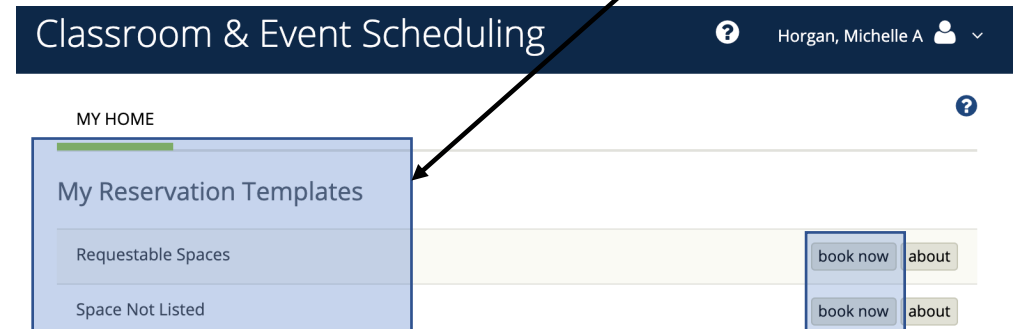 Classroom & Event Scheduling Horgan, Michelle A
MY HOME
My Reservation Templates
Requestable Spaces book now about
Space Not Listed book now about